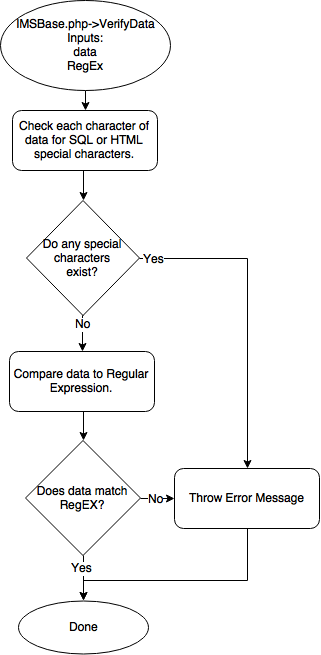 IMSBase.php->VerifyData
Inputs:
data
RegEx
Check each character of
data for SQL or HTML
special characters.
Do any special
characters
exist?
Yes
No
Compare data to Regular
Expression.
Does data match
RegEX?
No
Throw Error Message
Yes
Done